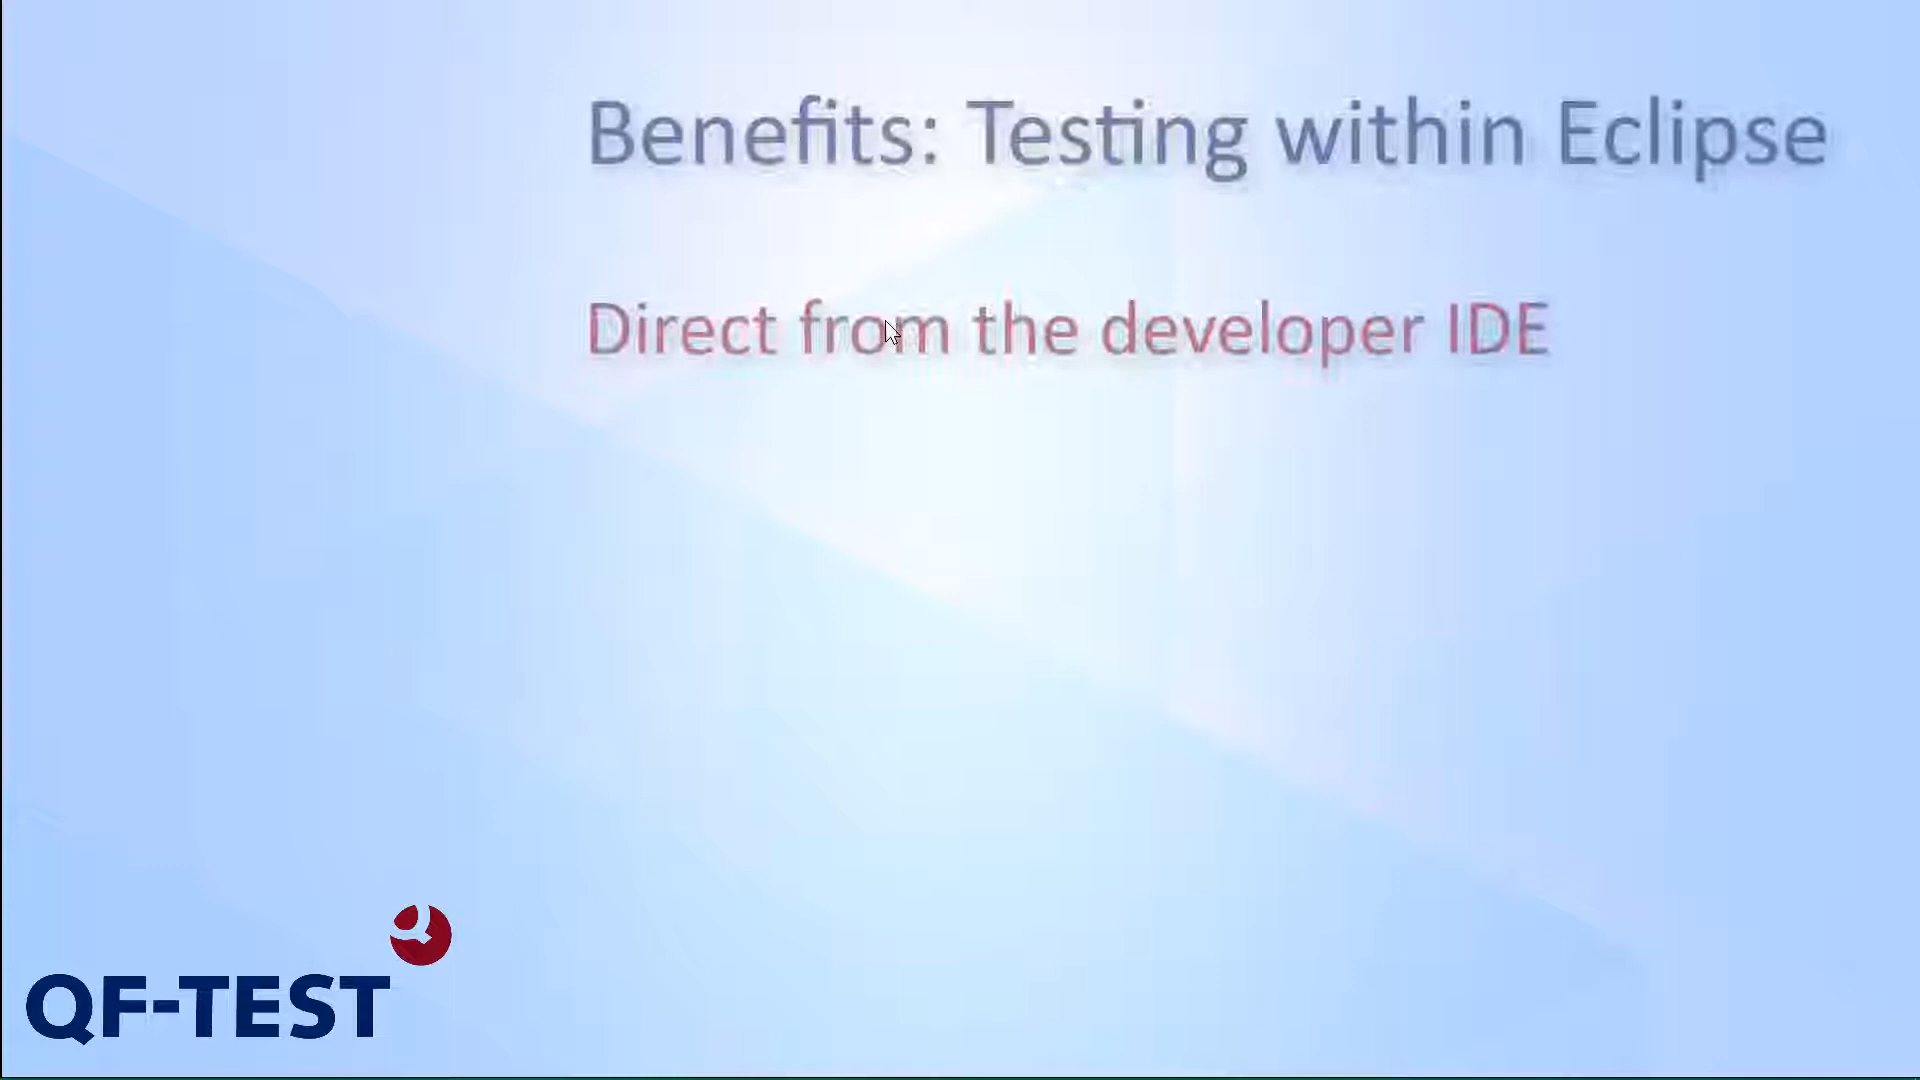 Benefits: Testing within Eclipse
Direct from the developer IDE
QF-TEST